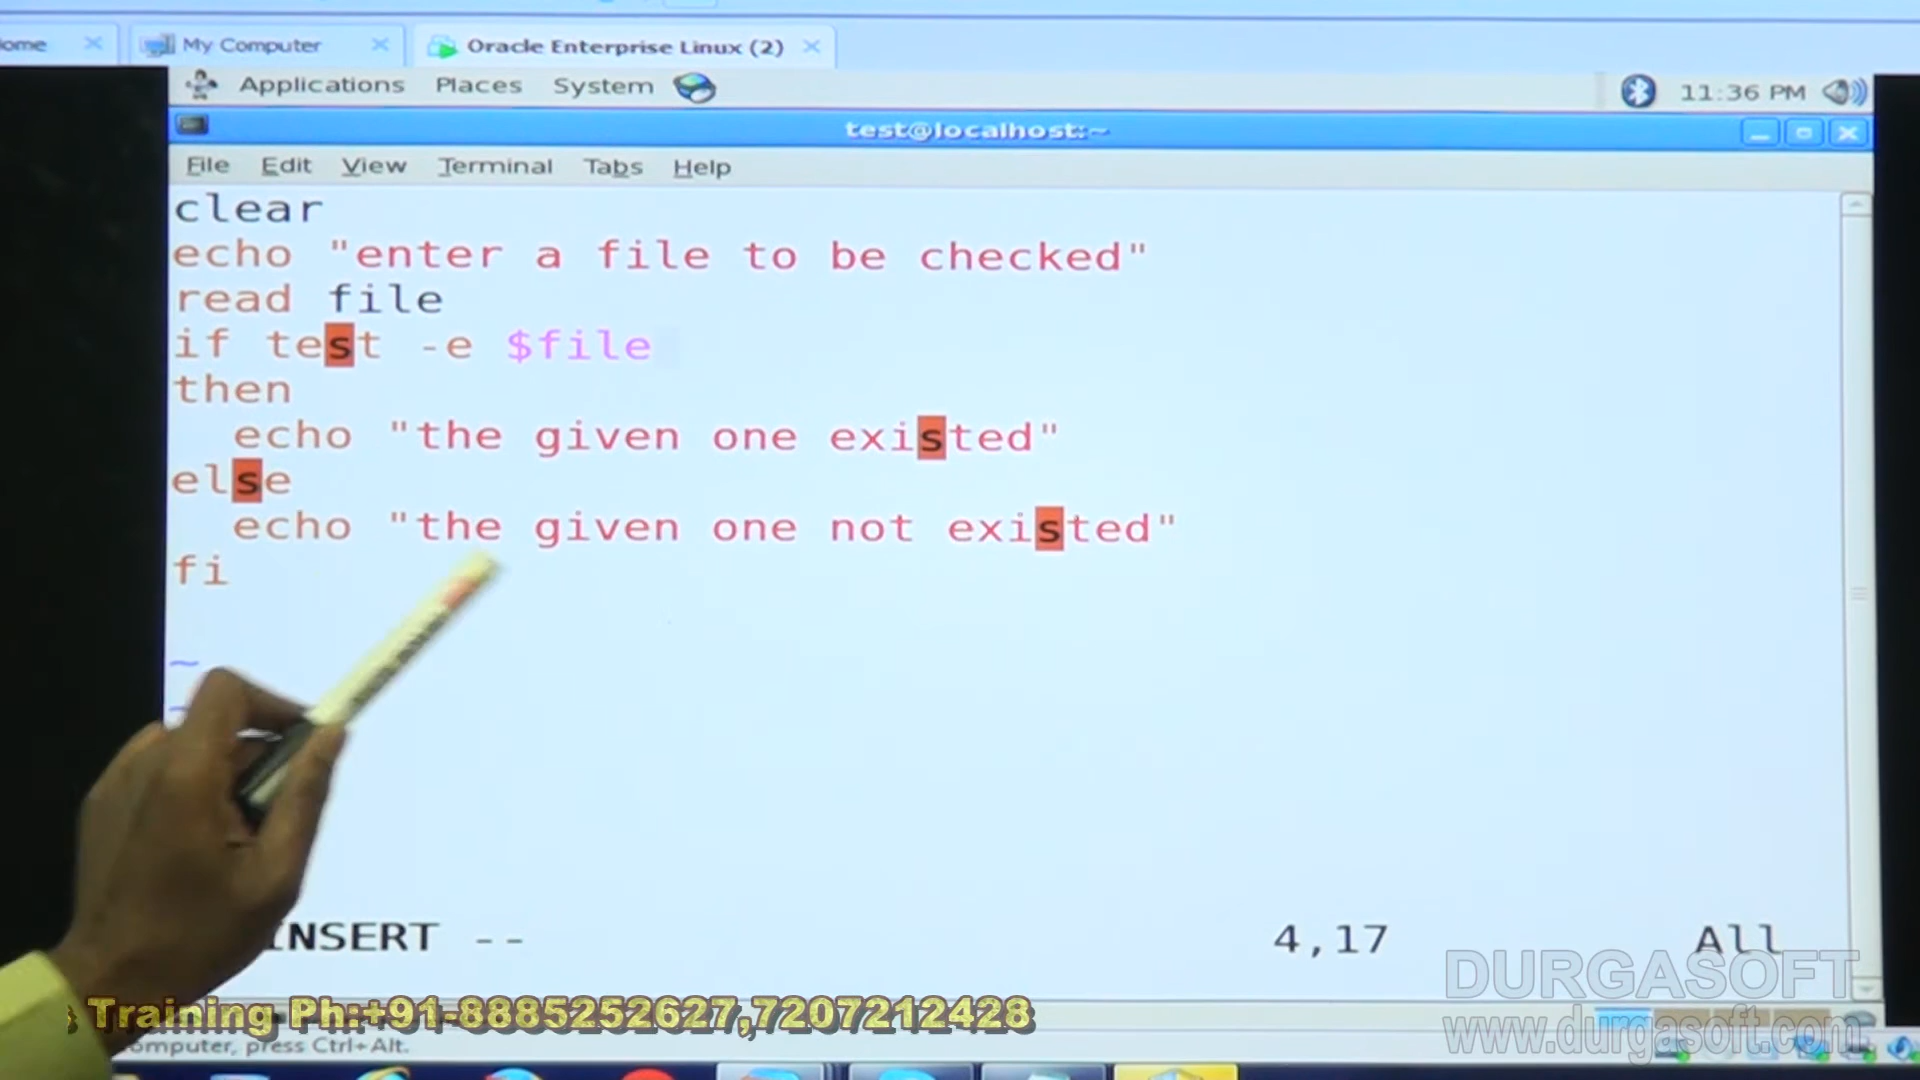 ome
My Computer
Oracle Enterprise Linux (2)
Applications Places System
11:36 PM
test@localhost:~
File Edit View Terminal Tabs Help
clear
echo "enter a file to be checked"
read file
if test -e $file
then
echo "the given one existed"
else
echo "the given one not existed"
fi
~
INSERT --
4,17
All
DURGASOFT
www.durgasoft.com
Training Ph:+91-8885252627,7207212428
omputer, press Ctrl+Alt.